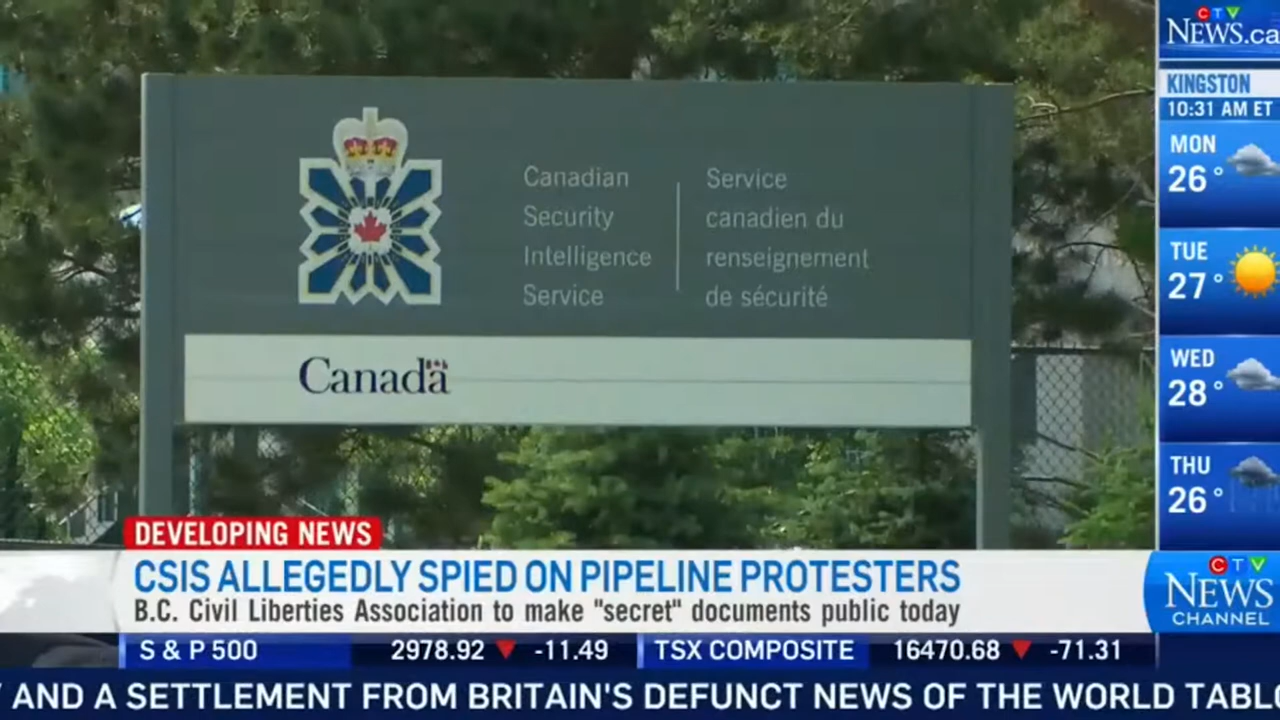 Canadian
Security
Intelligence
Service
Service
canadien du
renseignement
de sécurité
Canada
DEVELOPING NEWS
CSIS ALLEGEDLY SPIED ON PIPELINE PROTESTERS
B.C. Civil Liberties Association to make "secret" documents public today
S & P 500 2978.92 -11.49 TSX COMPOSITE 16470.68 -71.31
AND A SETTLEMENT FROM BRITAIN'S DEFUNCT NEWS OF THE WORLD
CTV
NEWS.ca
KINGSTON
10:31 AM ET
MON
26°
TUE
27°
WED
28°
THU
26°
CTV
NEWS
CHANNEL